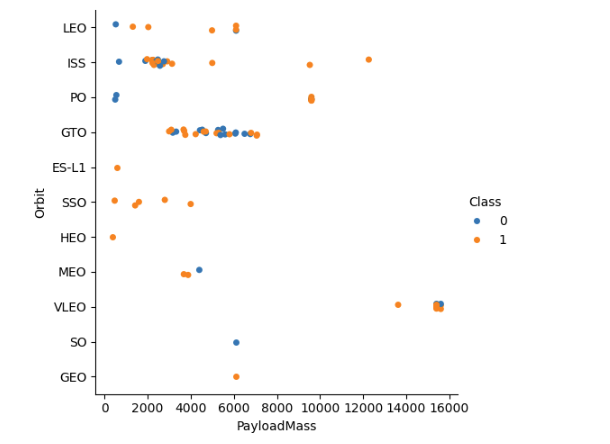 LEO
ISS
PO
GTO
ES-L1
SSO
HEO
MEO
VLEO
SO
GEO
Orbit
0 2000 4000 6000 8000 10000 12000 14000 16000
PayloadMass
Class
0
1